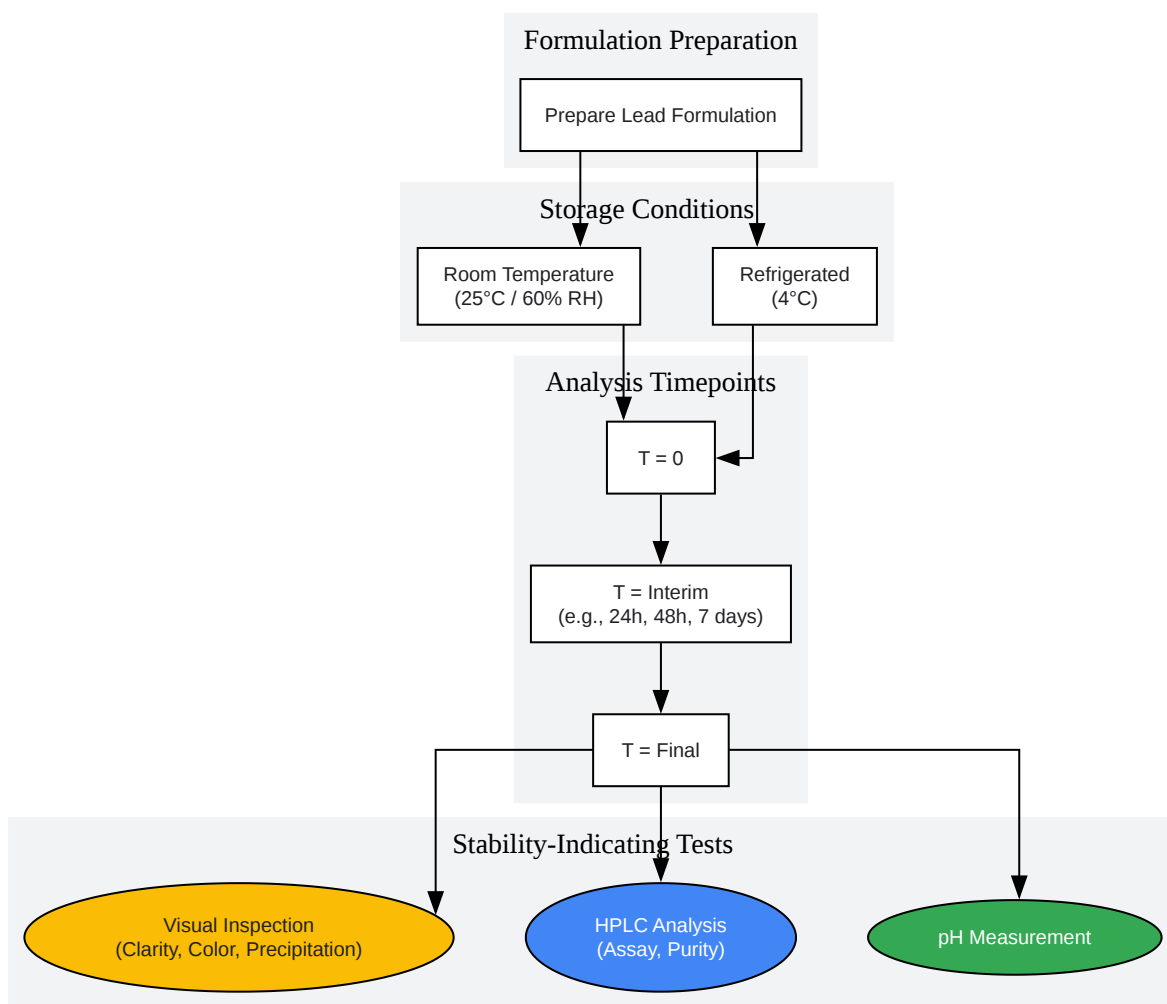 Formulation Preparation
Prepare Lead Formulation
Storage Conditions
Room Temperature
(25°C / 60% RH)
Refrigerated
(4°C)
Analysis Timepoints
T = 0
T = Interim
(e.g., 24h, 48h, 7 days)
T = Final
Stability-Indicating Tests
Visual Inspection
(Clarity, Color, Precipitation)
HPLC Analysis
(Assay, Purity)
pH Measurement